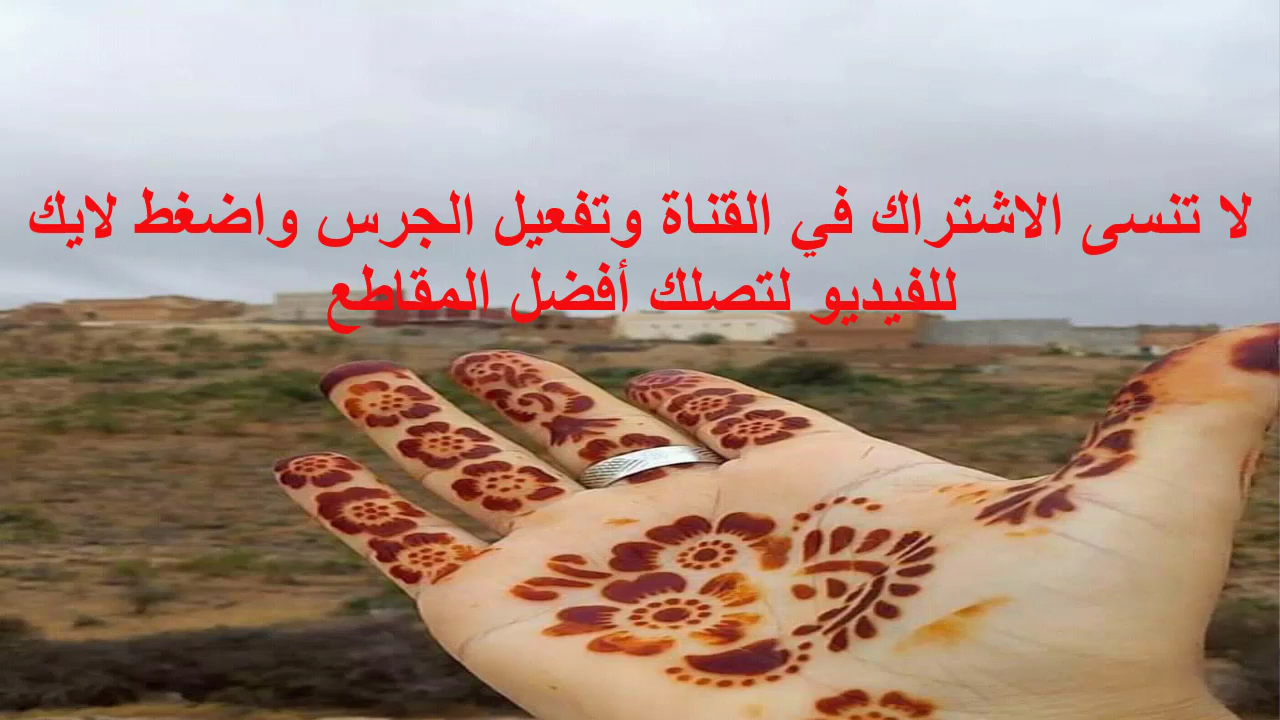 لا تنسى الاشتراك في القناة وتفعيل الجرس واضغط لايك
للفيديو لتصلك أفضل المقاطع